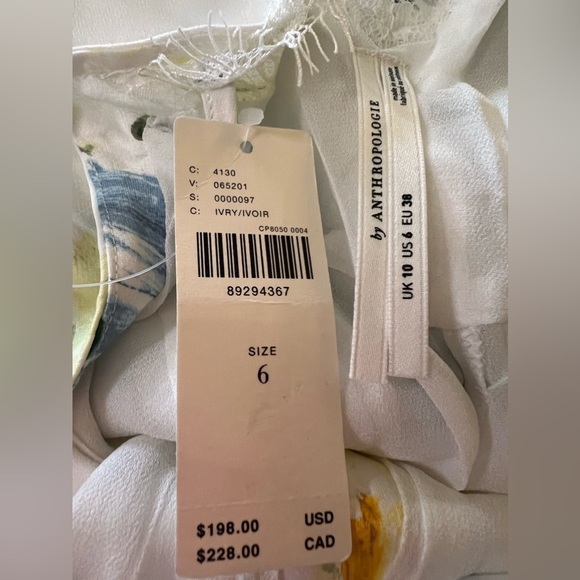 C: 4130
V: 065201
S: 0000097
C: IVRY/IVOIR
CP8050 0004
89294367
SIZE
6
$198.00 USD
$228.00 CAD
by ANTHROPOLOGIE
UK 10 US 6 EU 38